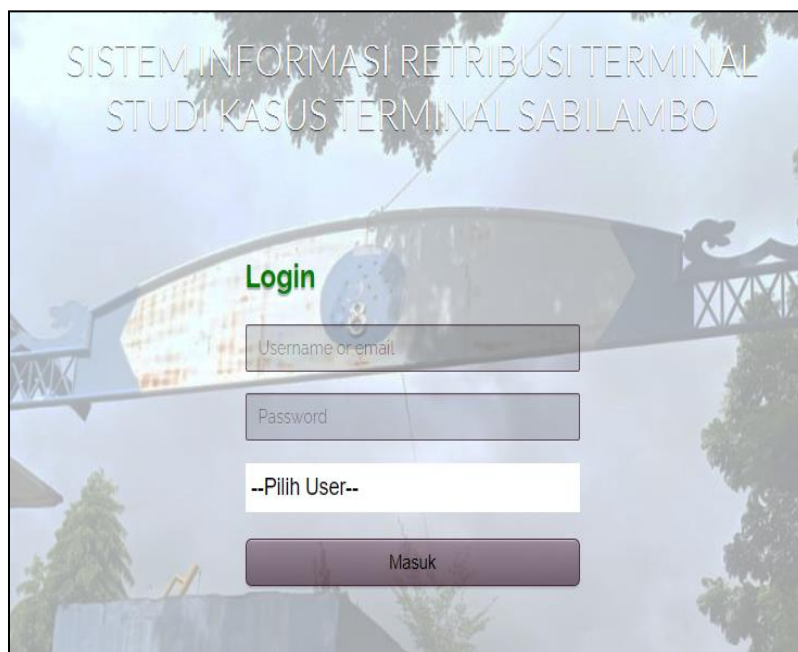 SISTEM INFORMASI RETRIBUSI TERMINAL
STUDI KASUS TERMINAL SABILAMBO
Login
Username or email
Password
--Pilih User--
Masuk